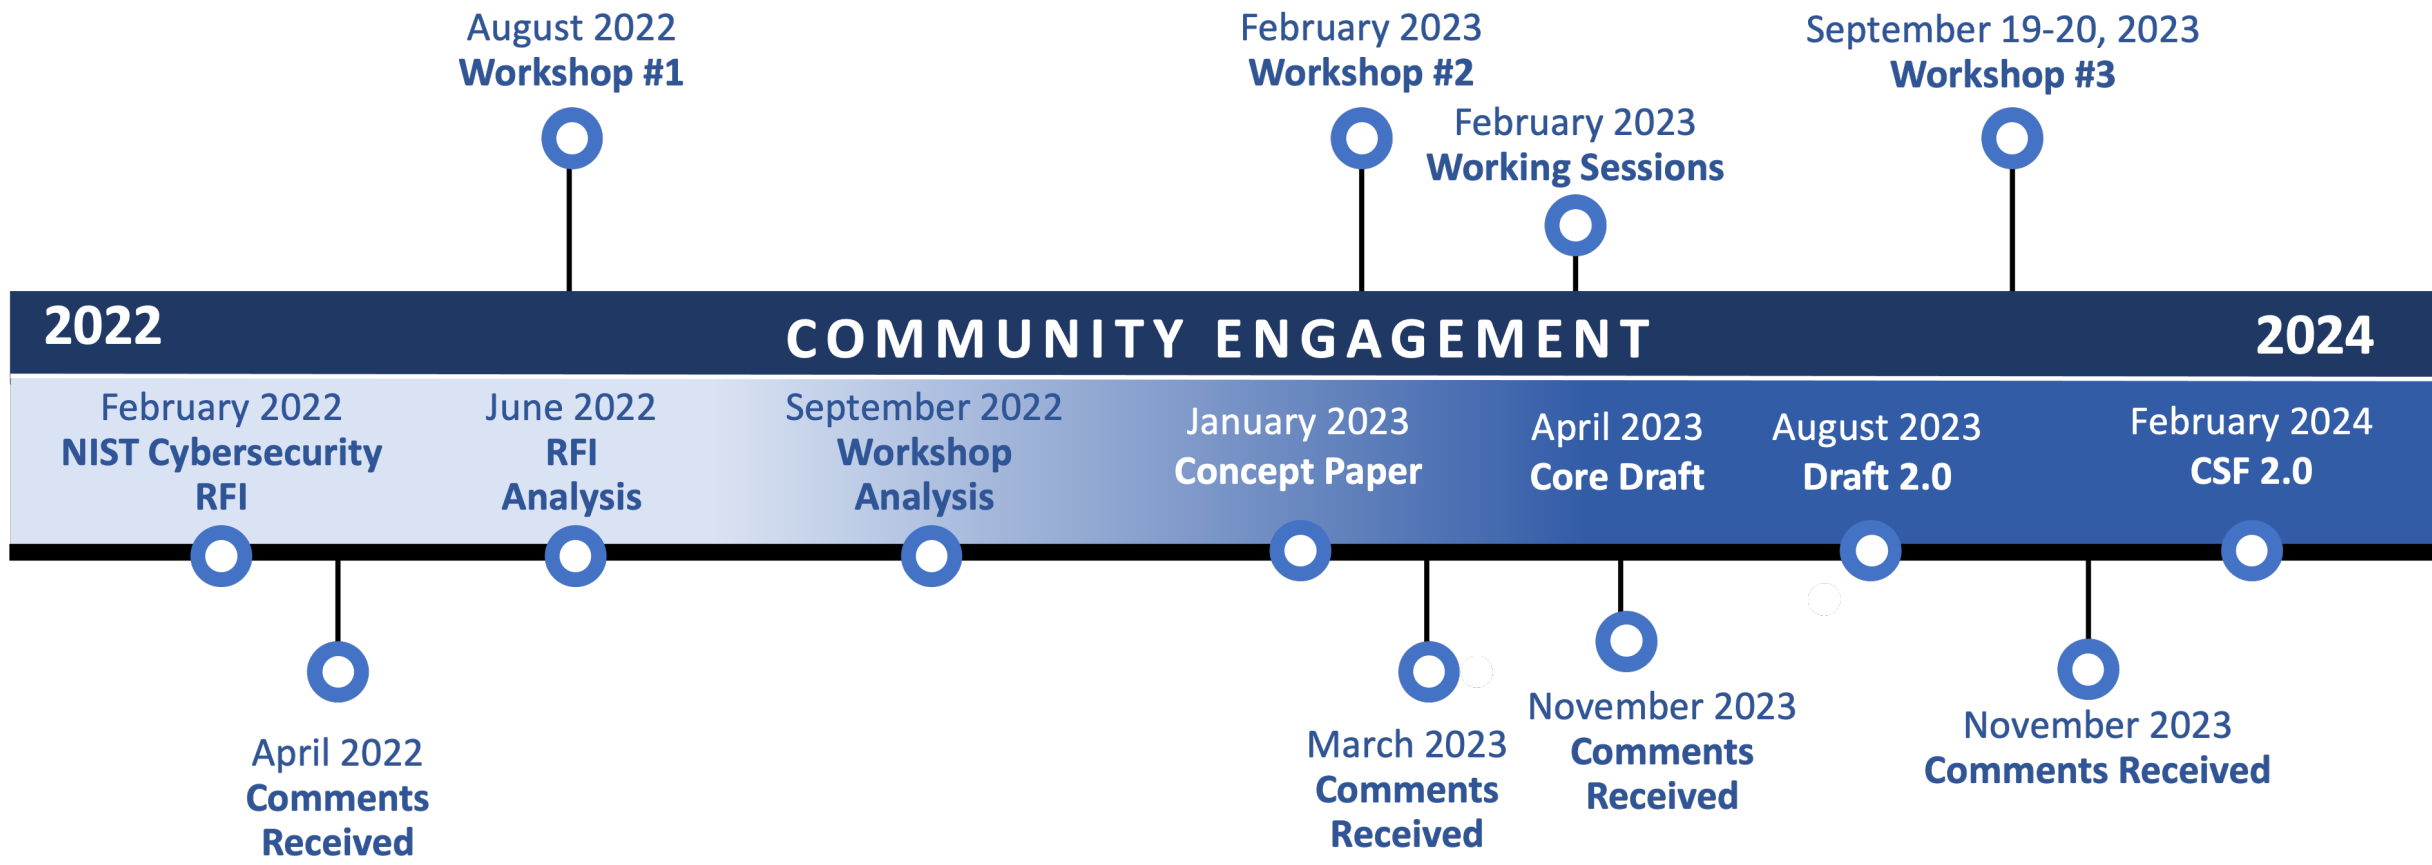 August 2022
Workshop #1
February 2023
Workshop #2
February 2023
Working Sessions
September 19-20, 2023
Workshop #3
2022
COMMUNITY ENGAGEMENT
2024
February 2022
NIST Cybersecurity
RFI
June 2022
RFI
Analysis
September 2022
Workshop
Analysis
January 2023
Concept Paper
April 2023
Core Draft
August 2023
Draft 2.0
February 2024
CSF 2.0
April 2022
Comments
Received
March 2023
Comments
Received
November 2023
Comments
Received
November 2023
Comments Received